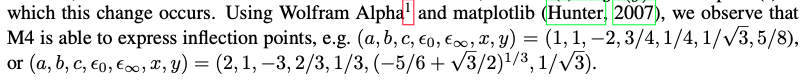 which this change occurs. Using Wolfram Alpha¹ and matplotlib (Hunter, 2007), we observe that
M4 is able to express inflection points, e.g. (a, b, c, ϵ₀, ϵ∞, x, y) = (1, 1, −2, 3/4, 1/4, 1/√3, 5/8),
or (a, b, c, ϵ₀, ϵ∞, x, y) = (2, 1, −3, 2/3, 1/3, (−5/6 + √3/2)^{1/3}, 1/√3).